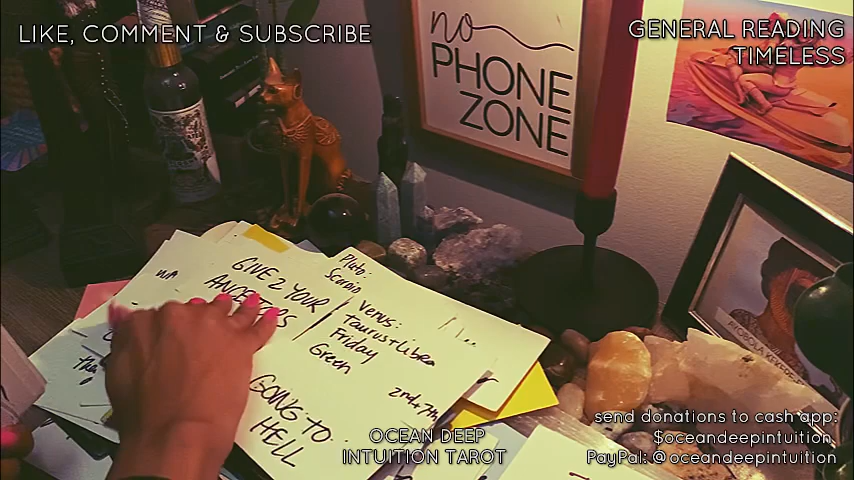 LIKE, COMMENT & SUBSCRIBE
GENERAL READING
TIMELESS
no
PHONE
ZONE
GIVE 2 YOUR
Pluto:
Scorpio
Venus:
Taurus + Libra
Friday
Green
2nd + 7th
GOING TO
HELL
OCEAN DEEP
INTUITION TAROT
send donations to cash app:
$oceandeepintuition,
PayPal: @oceandeepintuition